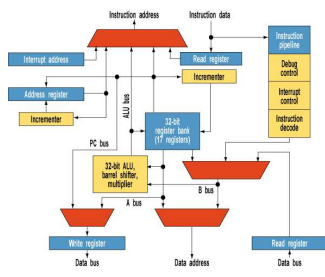 Instruction address
Instruction data
Interrupt address
Read register
Instruction
pipeline
Address register
Incrementer
Debug
control
Incrementer
ALU bus
Interrupt
control
PC bus
32-bit
register bank
(17 registers)
Instruction
decode
32-bit ALU,
barrel shifter,
multiplier
B bus
A bus
Write register
Read register
Data bus
Data address
Data bus